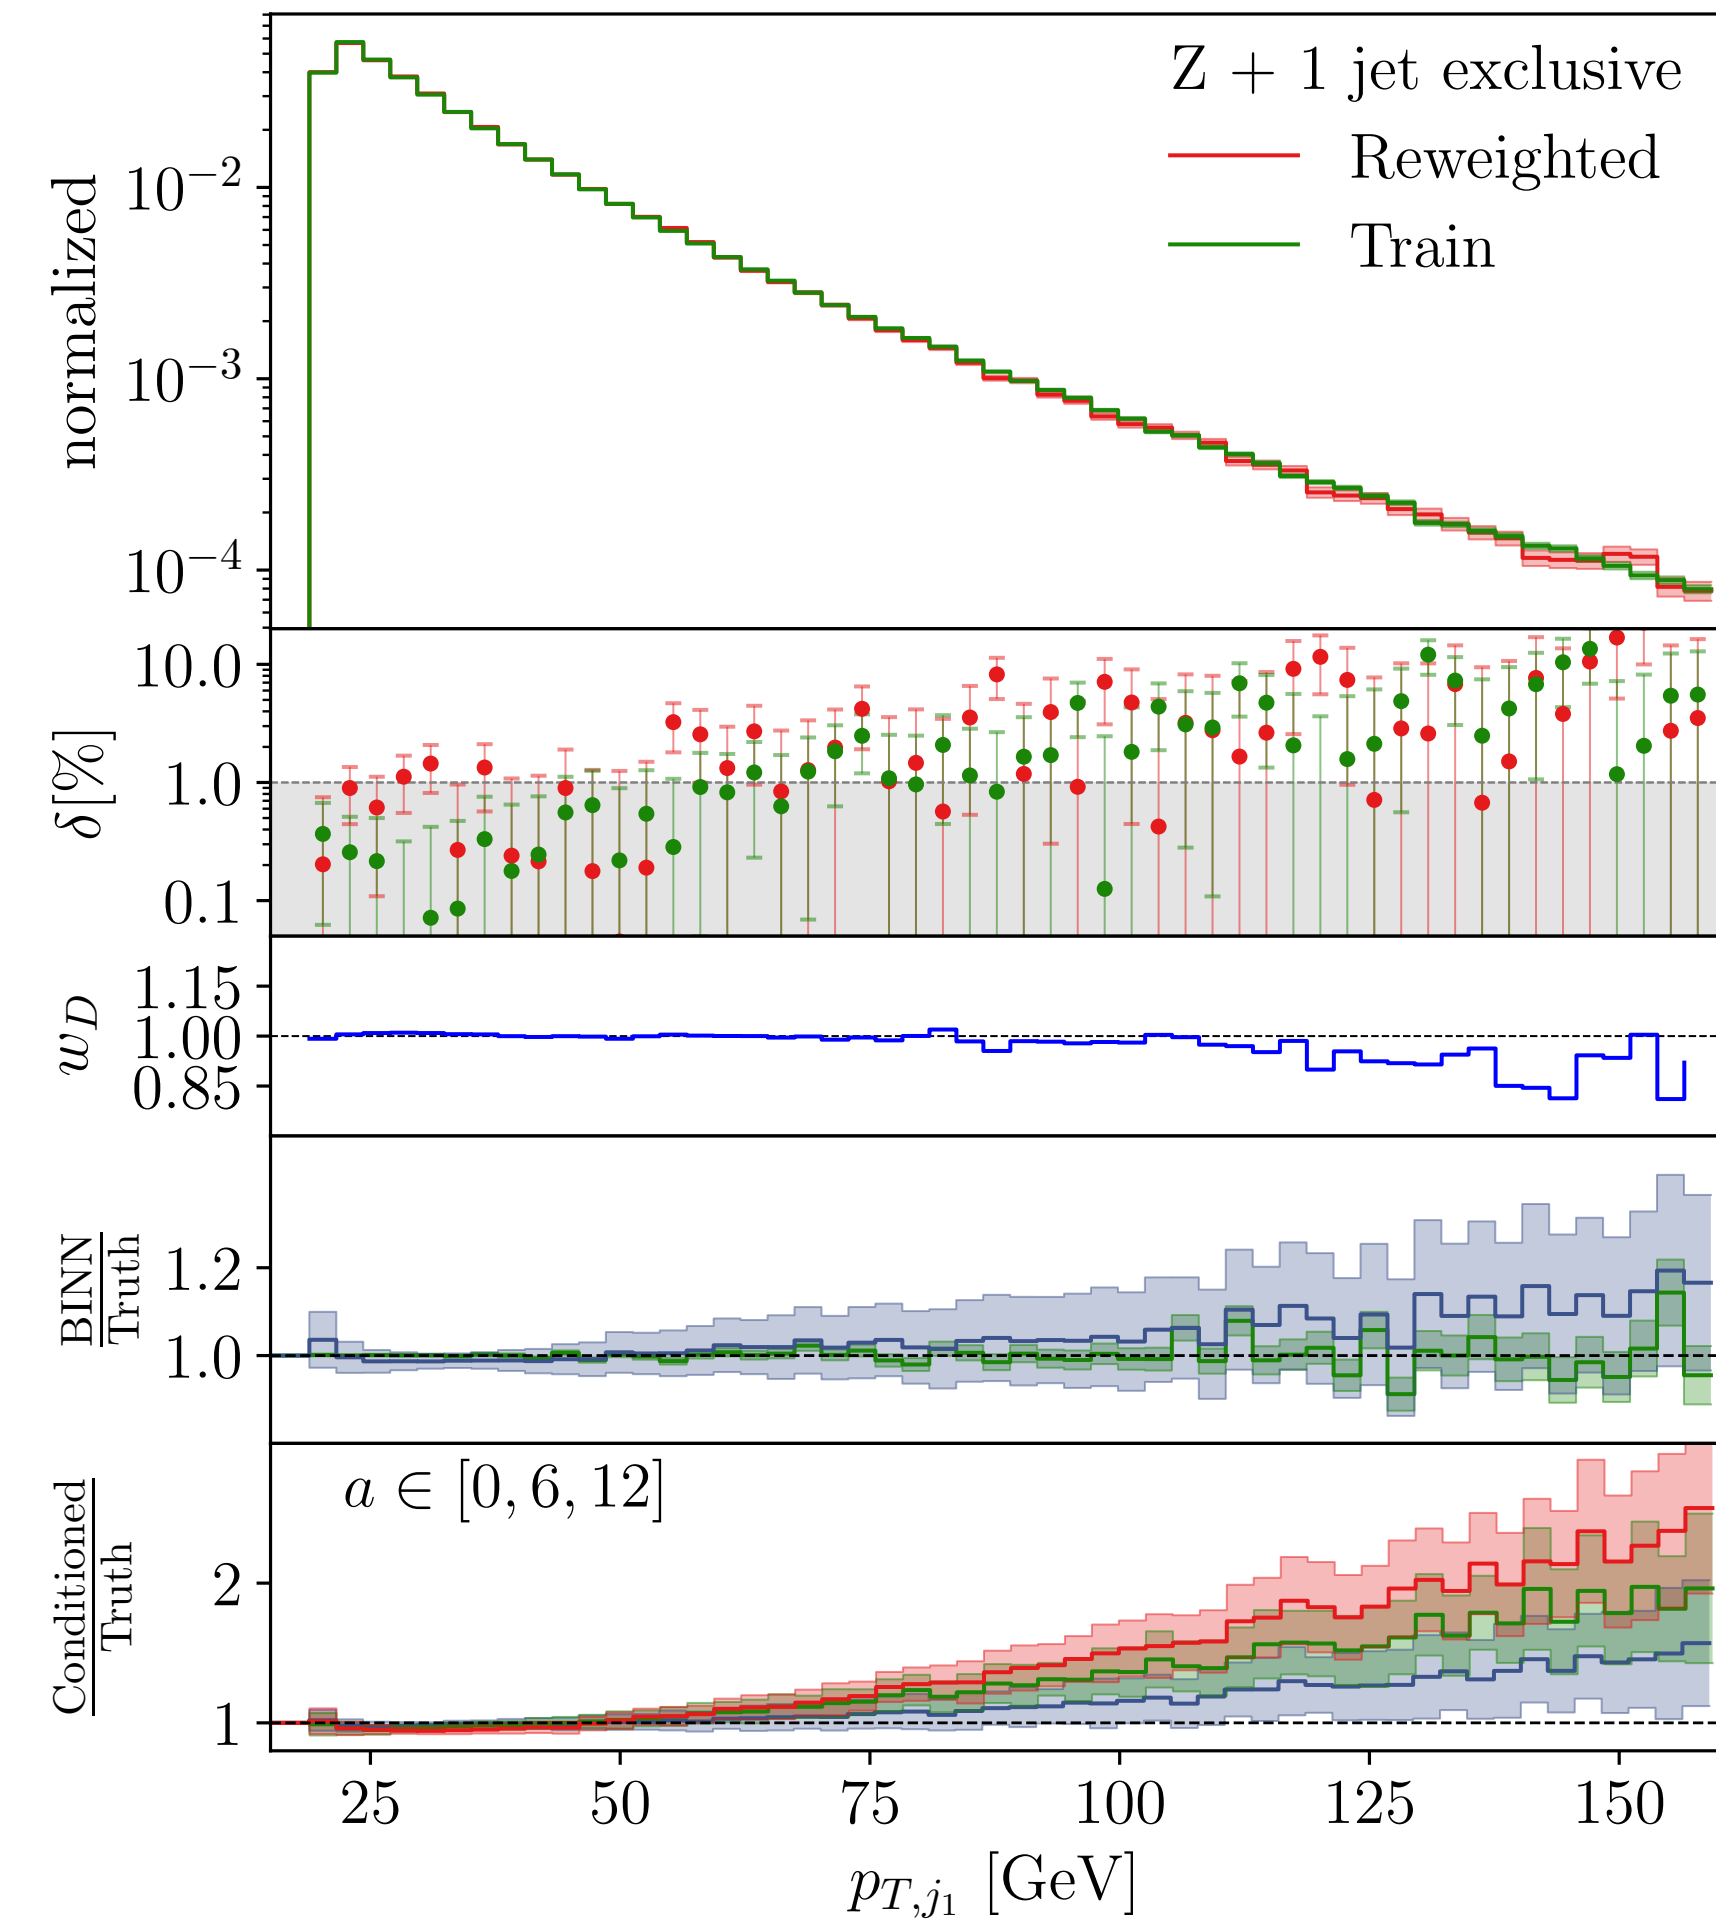 Z + 1 jet exclusive
Reweighted
Train
normalized
10⁻²
10⁻³
10⁻⁴
δ[%]
10.0
1.0
0.1
w_D
1.15
1.00
0.85
BINN
Truth
1.2
1.0
Conditioned
Truth
a ∈ [0, 6, 12]
2
1
25 50 75 100 125 150
p_{T,j_1} [GeV]